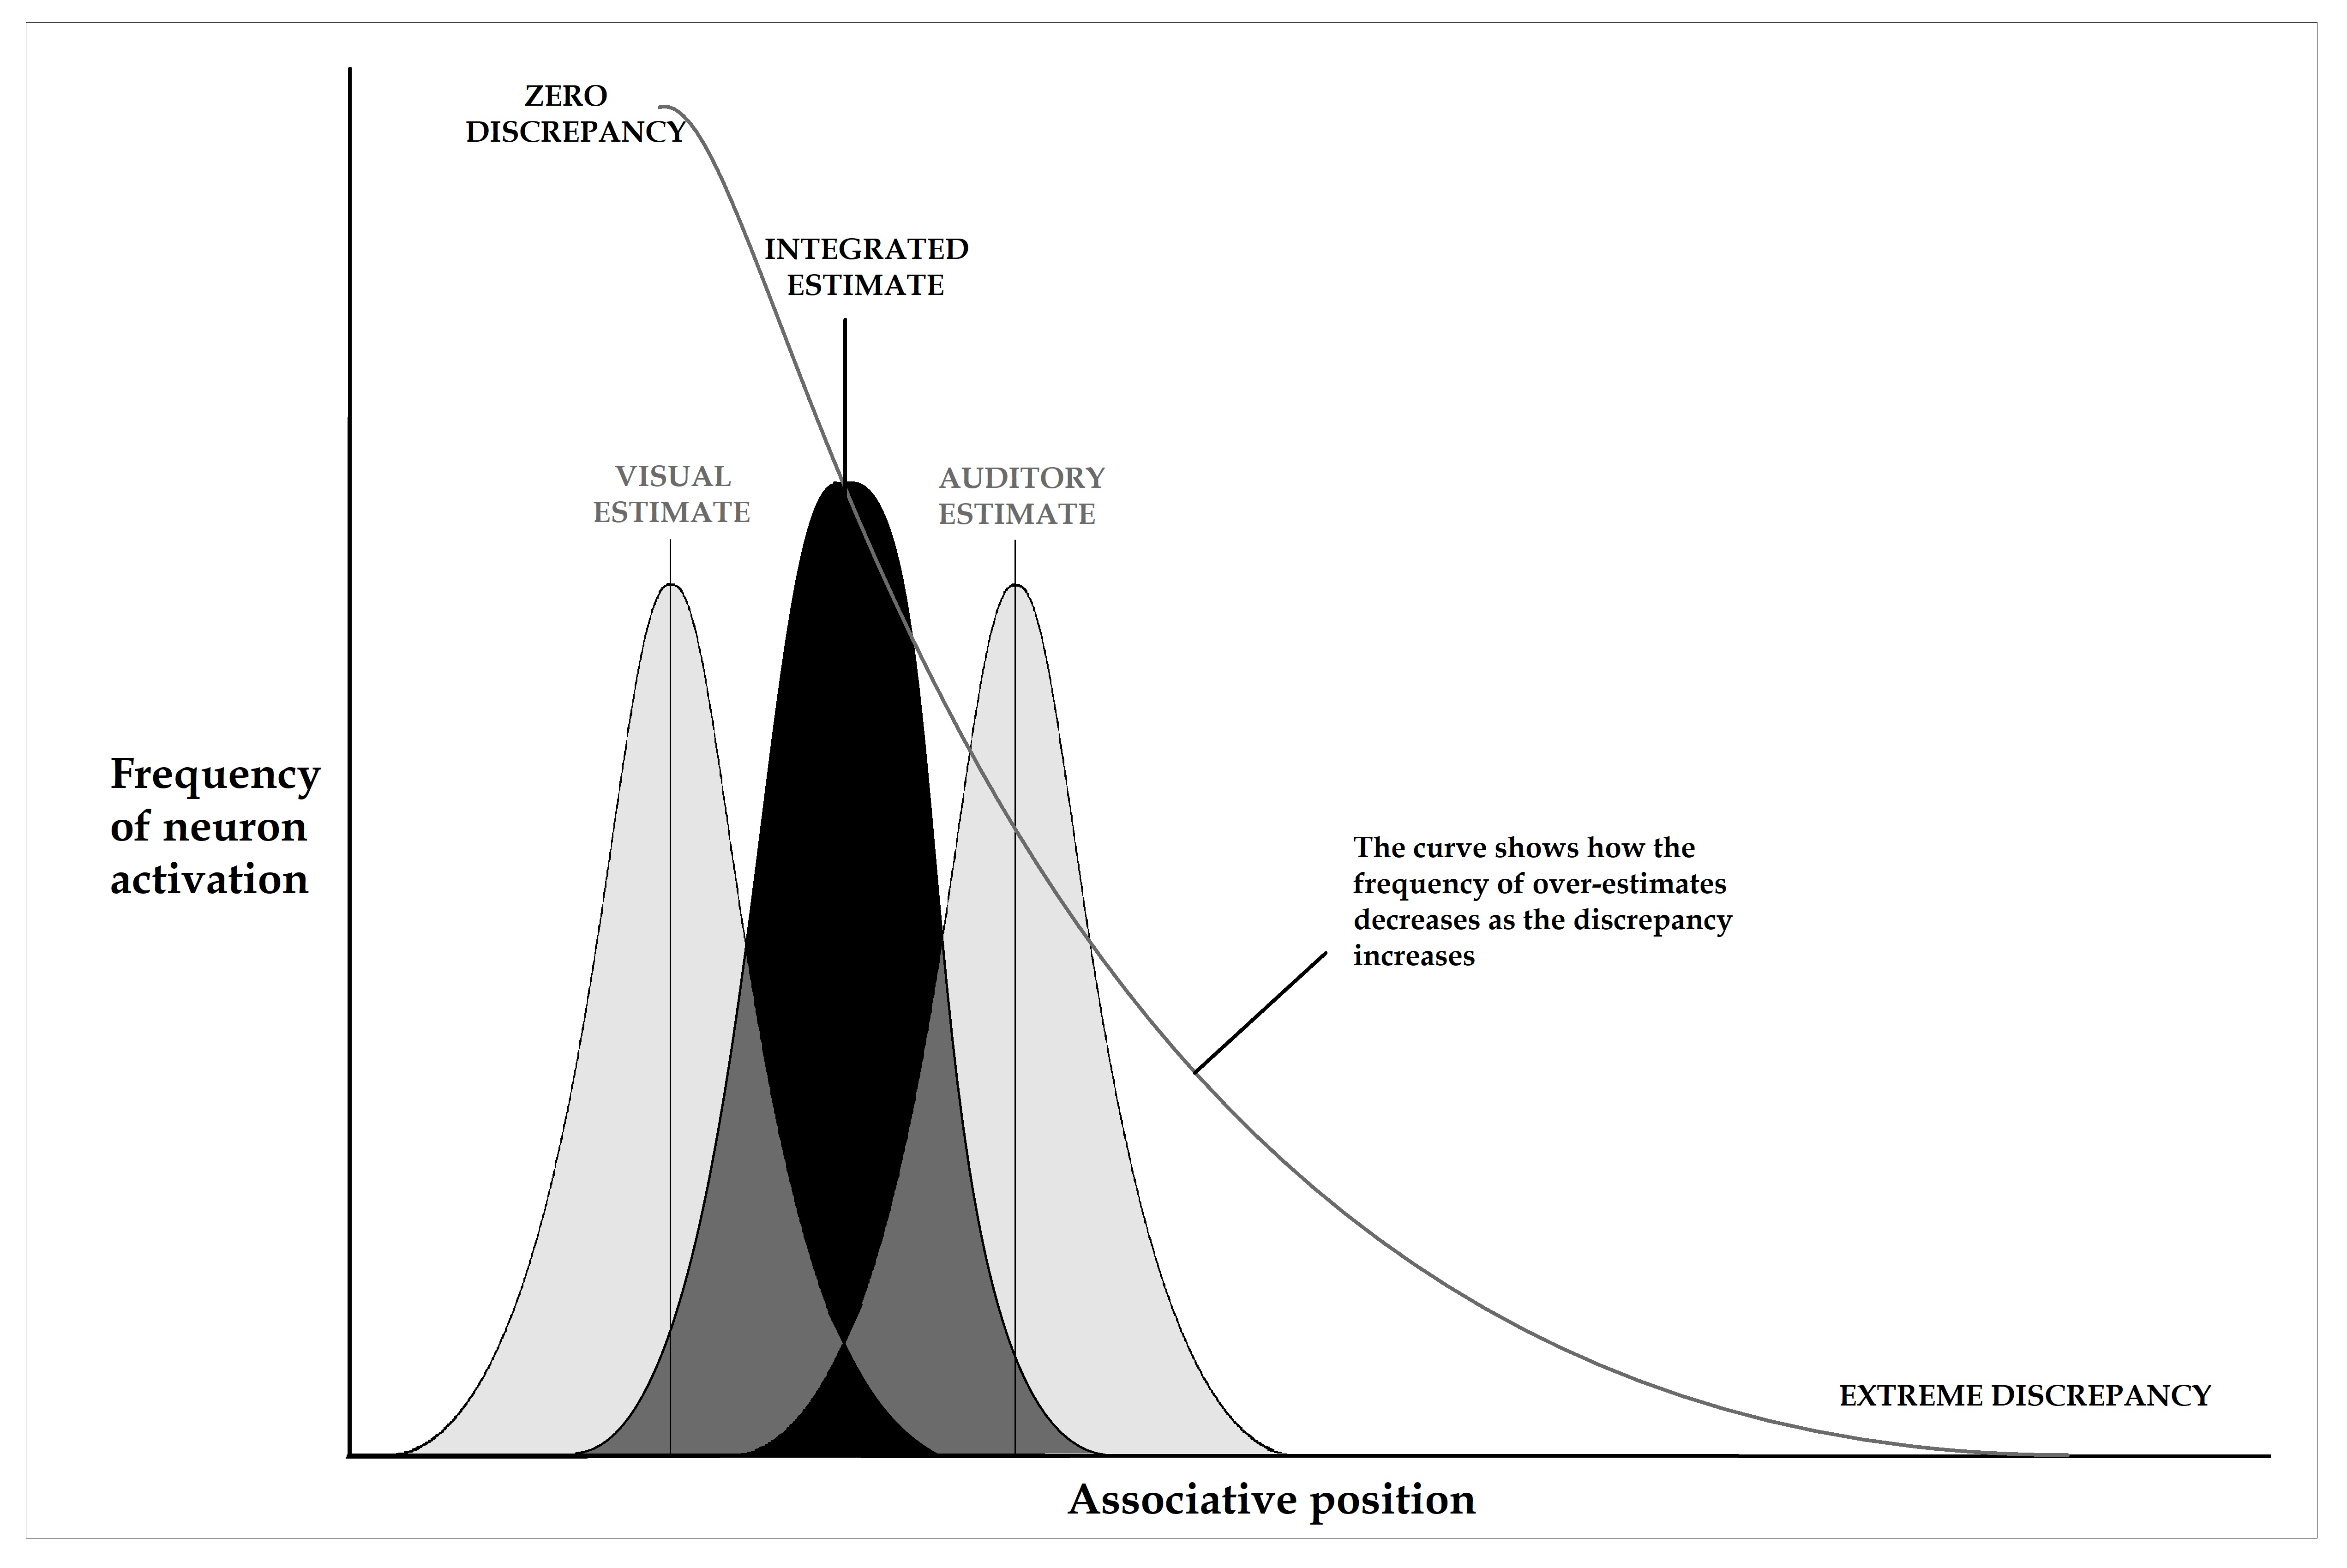 ZERO
DISCREPANCY
INTEGRATED
ESTIMATE
VISUAL
ESTIMATE
AUDITORY
ESTIMATE
Frequency
of neuron
activation
The curve shows how the
frequency of over-estimates
decreases as the discrepancy
increases
EXTREME DISCREPANCY
Associative position